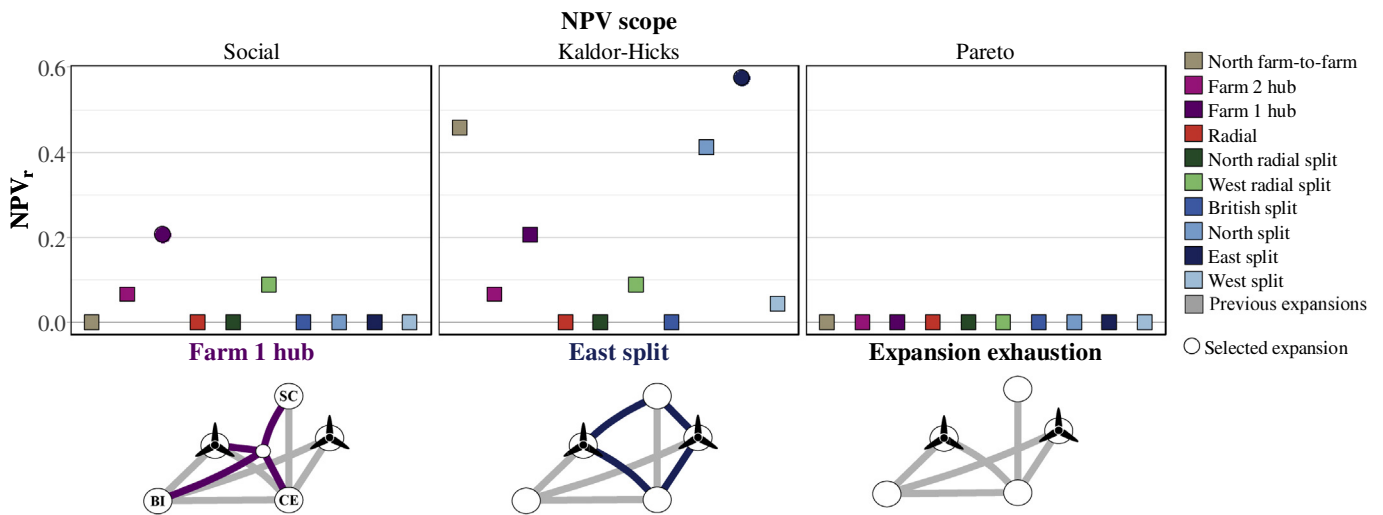 NPV scope
Social
Kaldor-Hicks
Pareto
NPVr
0.6
0.4
0.2
0.0
North farm-to-farm
Farm 2 hub
Farm 1 hub
Radial
North radial split
West radial split
British split
North split
East split
West split
Previous expansions
Selected expansion
Farm 1 hub
East split
Expansion exhaustion
SC
BI
CE